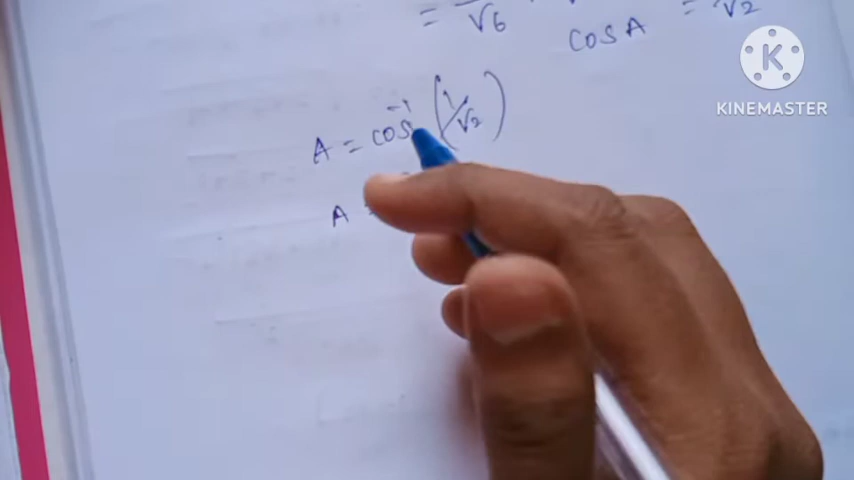 = √6
cos A = √2
K
KINEMASTER
A = cos⁻¹ (1/√2)
A